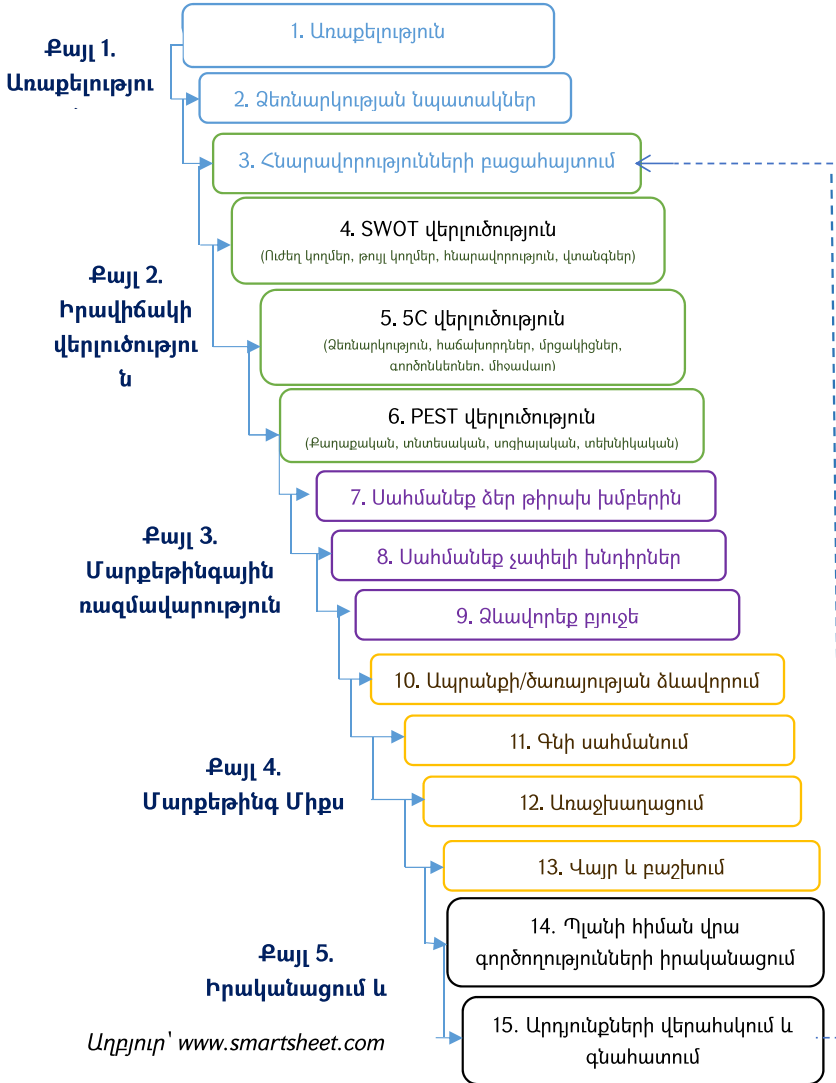 Քայլ 1.
Առաքելությու
1. Առաքելություն
2. Ձեռնարկության նպատակներ
3. Հնարավորությունների բացահայտում
Քայլ 2.
Իրավիճակի
վերլուծությու
ն
4. SWOT վերլուծություն
(Ուժեղ կողմեր, թույլ կողմեր, հնարավորություն, վտանգներ)
5. 5C վերլուծություն
(Ձեռնարկություն, հաճախորդներ, մրցակիցներ,
գործոնկեոներ, միջավայր)
6. PEST վերլուծություն
(Քաղաքական, տնտեսական, սոցիալական, տեխնիկական)
Քայլ 3.
Մարքեթինգային
ռազմավարություն
7. Սահմանեք ձեր թիրախ խմբերին
8. Սահմանեք չափելի խնդիրներ
9. Ձևավորեք բյուջե
Քայլ 4.
Մարքեթինգ Միքս
10. Ապրանքի/ծառայության ձևավորում
11. Գնի սահմանում
12. Առաջխաղացում
13. Վայր և բաշխում
Քայլ 5.
Իրականացում և
14. Պլանի հիման վրա
գործողությունների իրականացում
15. Արդյունքների վերահսկում և
գնահատում
Աղբյուր՝ www.smartsheet.com